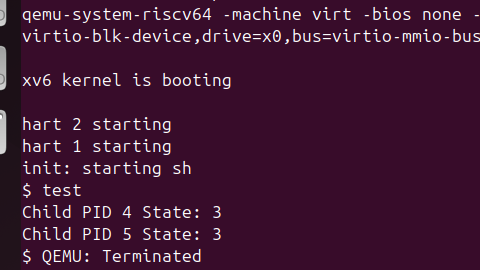 qemu-system-riscv64 -machine virt -bios none -
virtio-blk-device,drive=x0,bus=virtio-mmio-bus
xv6 kernel is booting
hart 2 starting
hart 1 starting
init: starting sh
$ test
Child PID 4 State: 3
Child PID 5 State: 3
$ QEMU: Terminated